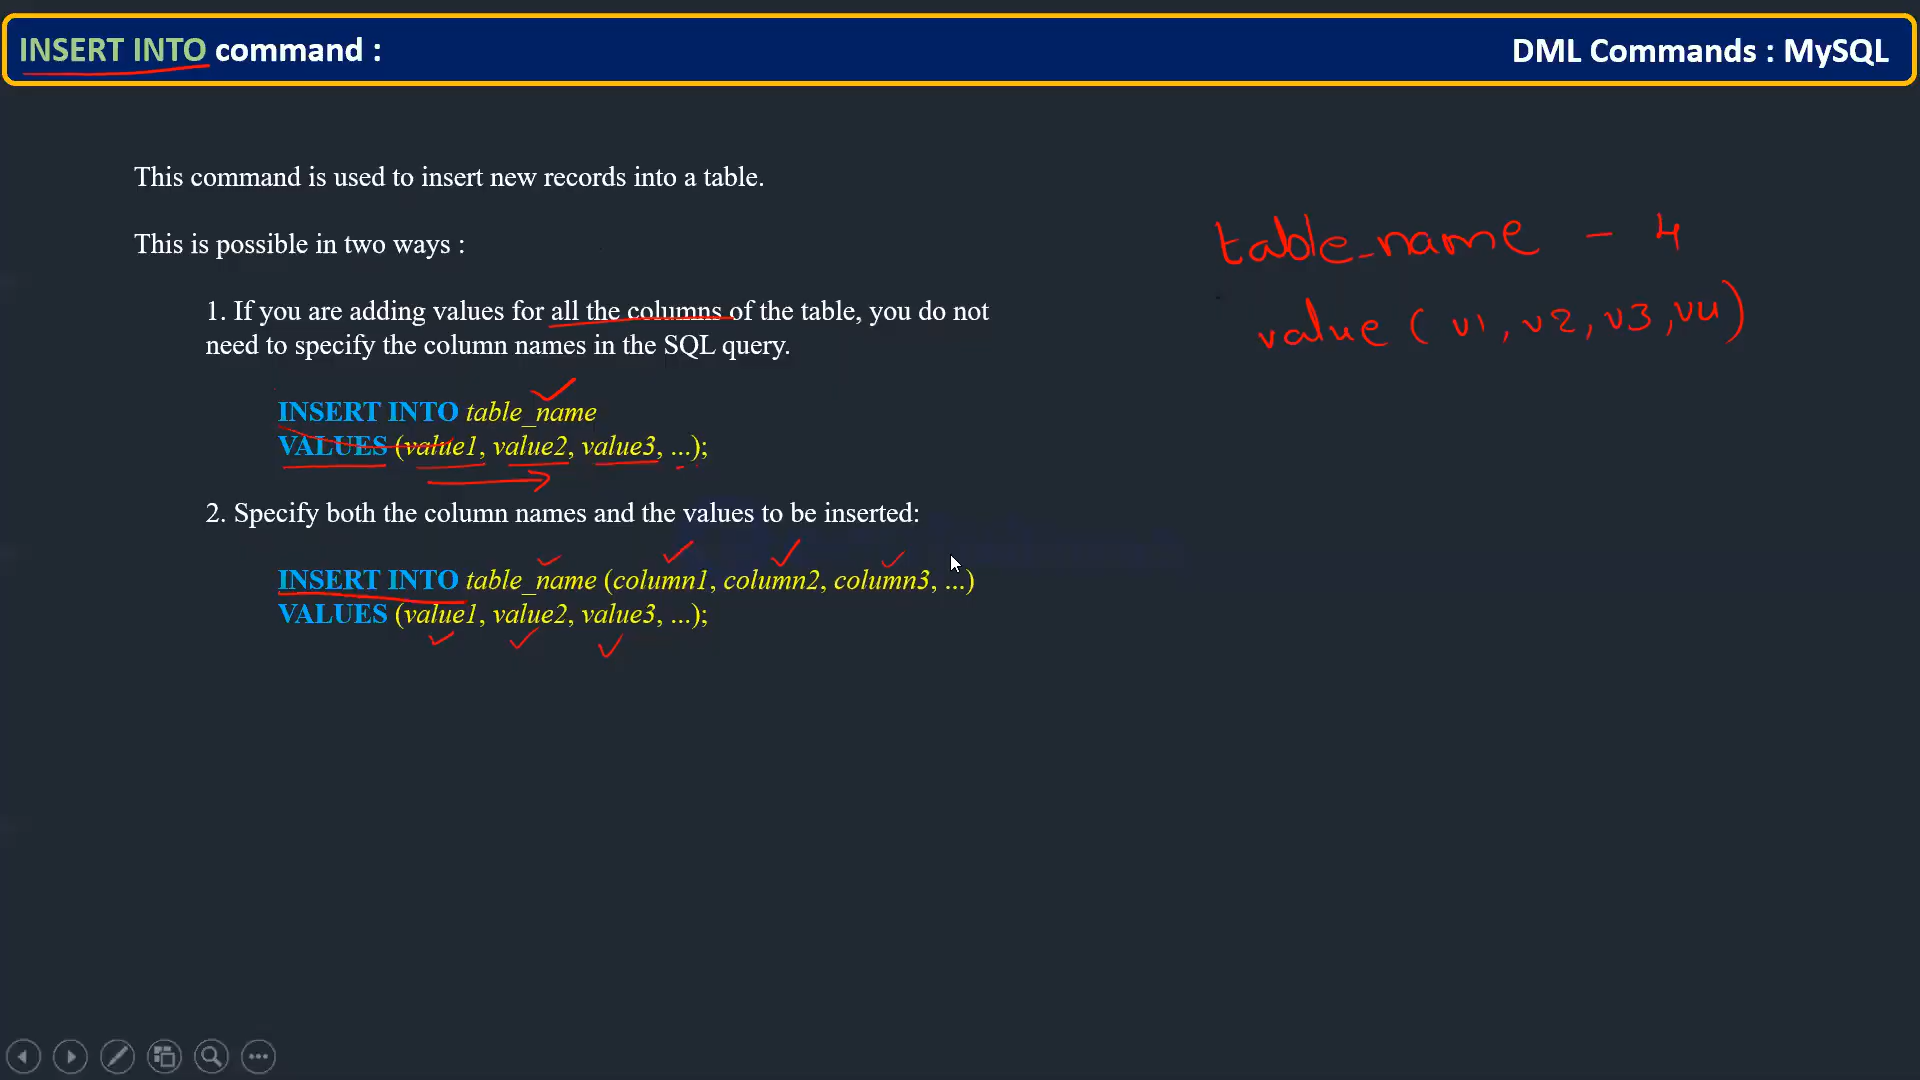 INSERT INTO command :
DML Commands : MySQL
This command is used to insert new records into a table.
This is possible in two ways :
1. If you are adding values for all the columns of the table, you do not
need to specify the column names in the SQL query.
INSERT INTO table_name
VALUES (value1, value2, value3, ...);
2. Specify both the column names and the values to be inserted:
INSERT INTO table_name (column1, column2, column3, ...)
VALUES (value1, value2, value3, ...);
table_name - 4
value (v1, v2, v3, v4)